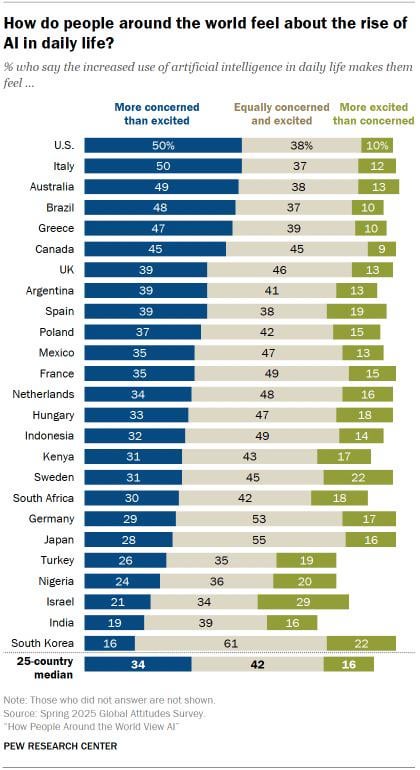 How do people around the world feel about the rise of
AI in daily life?
% who say the increased use of artificial intelligence in daily life makes them
feel ...
More concerned than excited Equally concerned and excited More excited than concerned
U.S. 50% 38% 10%
Italy 50 37 12
Australia 49 38 13
Brazil 48 37 10
Greece 47 39 10
Canada 45 45 9
UK 39 46 13
Argentina 39 41 13
Spain 39 38 19
Poland 37 42 15
Mexico 35 47 13
France 35 49 15
Netherlands 34 48 16
Hungary 33 47 18
Indonesia 32 49 14
Kenya 31 43 17
Sweden 31 45 22
South Africa 30 42 18
Germany 29 53 17
Japan 28 55 16
Turkey 26 35 19
Nigeria 24 36 20
Israel 21 34 29
India 19 39 16
South Korea 16 61 22
25-country median 34 42 16
Note: Those who did not answer are not shown.
Source: Spring 2025 Global Attitudes Survey.
"How People Around the World View AI"
PEW RESEARCH CENTER